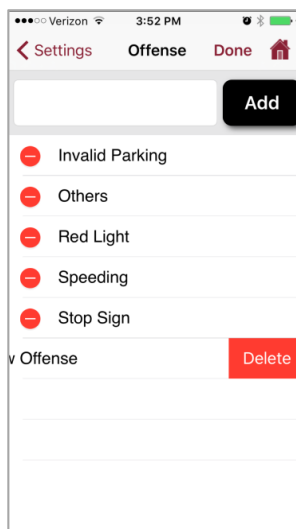 Verizon 3:52 PM
Settings Offense Done
Add
Invalid Parking
Others
Red Light
Speeding
Stop Sign
Offense Delete